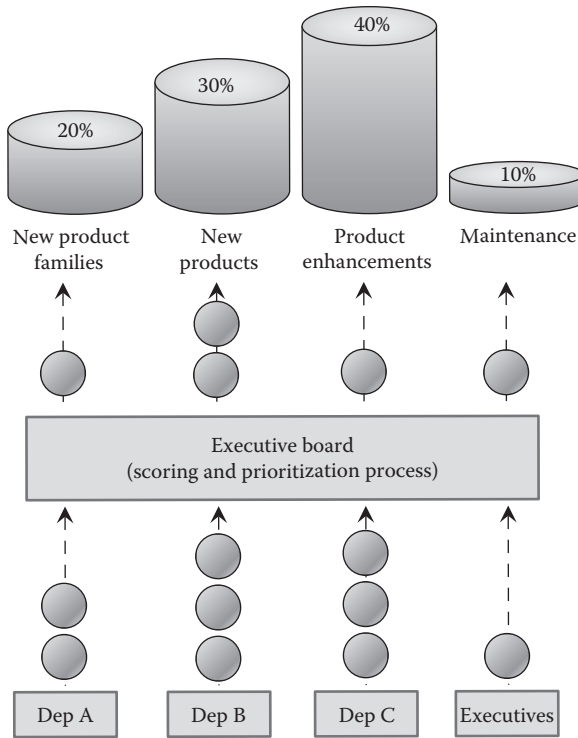 20%
30%
40%
10%
New product
families
New
products
Product
enhancements
Maintenance
Executive board
(scoring and prioritization process)
Dep A
Dep B
Dep C
Executives